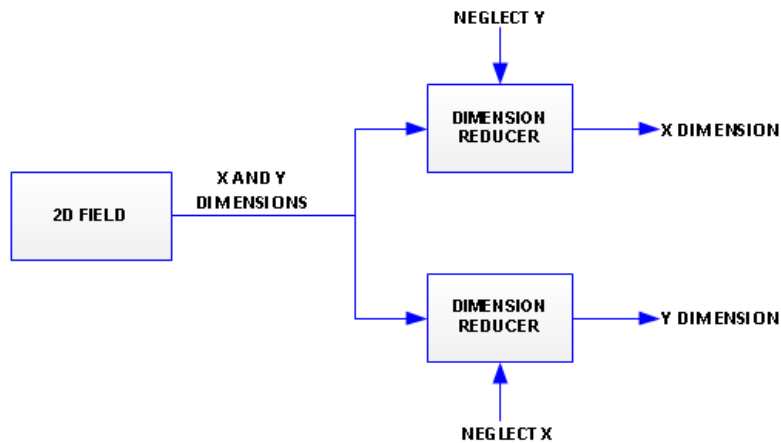 NEGLECT Y
DIMENSION
REDUCER
X DIMENSION
X AND Y
DIMENSIONS
2D FIELD
DIMENSION
REDUCER
Y DIMENSION
NEGLECT X